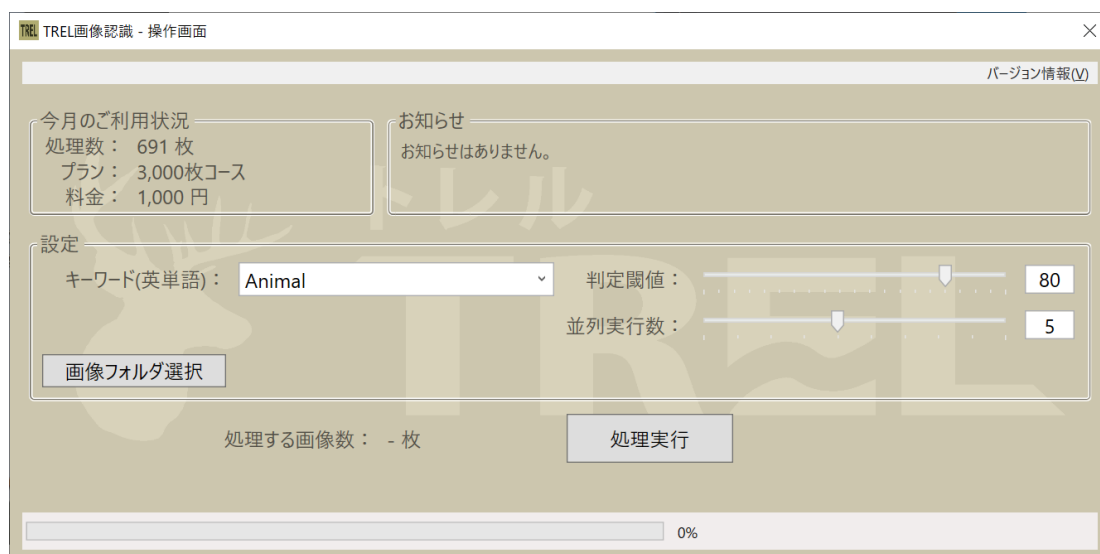 TREL TREL画像認識 - 操作画面
バージョン情報(V)
今月のご利用状況
処理数： 691 枚
プラン： 3,000枚コース
料金： 1,000 円
お知らせ
お知らせはありません。
トレル
TREL
設定
キーワード(英単語)： Animal
判定閾値： 80
並列実行数： 5
画像フォルダ選択
処理する画像数： - 枚
処理実行
0%